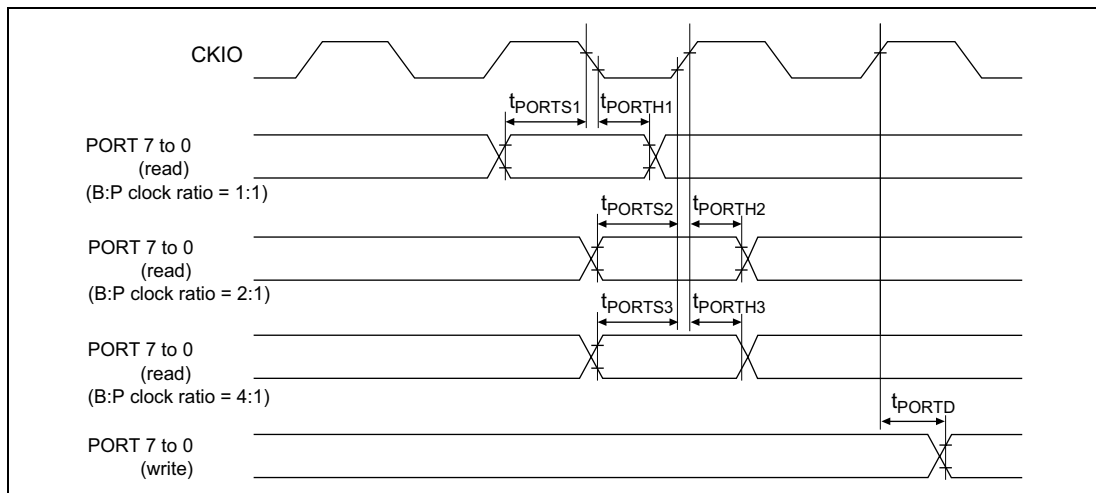 CKIO
tPORTS1 tPORTH1
PORT 7 to 0
(read)
(B:P clock ratio = 1:1)
tPORTS2 tPORTH2
PORT 7 to 0
(read)
(B:P clock ratio = 2:1)
tPORTS3 tPORTH3
PORT 7 to 0
(read)
(B:P clock ratio = 4:1)
tPORTD
PORT 7 to 0
(write)